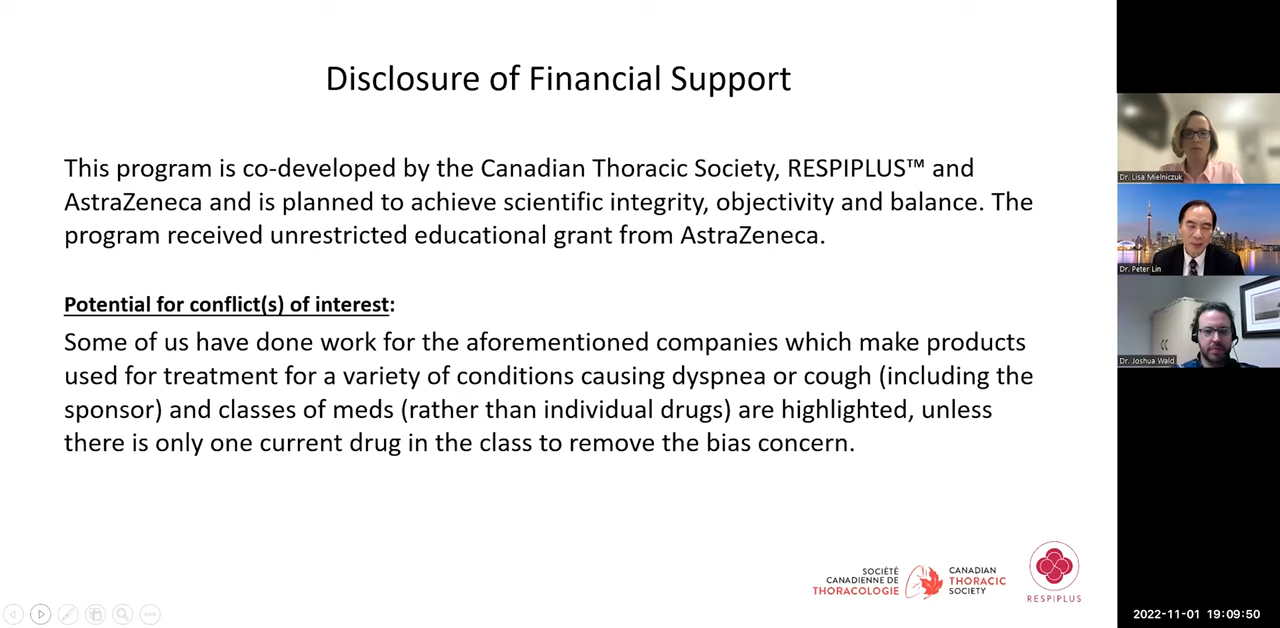 Disclosure of Financial Support
This program is co-developed by the Canadian Thoracic Society, RESPIPLUS™ and
AstraZeneca and is planned to achieve scientific integrity, objectivity and balance. The
program received unrestricted educational grant from AstraZeneca.
Potential for conflict(s) of interest:
Some of us have done work for the aforementioned companies which make products
used for treatment for a variety of conditions causing dyspnea or cough (including the
sponsor) and classes of meds (rather than individual drugs) are highlighted, unless
there is only one current drug in the class to remove the bias concern.
SOCIÉTÉ
CANADIENNE DE
THORACOLOGIE
CANADIAN
THORACIC
SOCIETY
RESPIPLUS
Dr. Lisa Mielniczuk
Dr. Peter Lin
Dr. Joshua Wald
2022-11-01 19:09:50